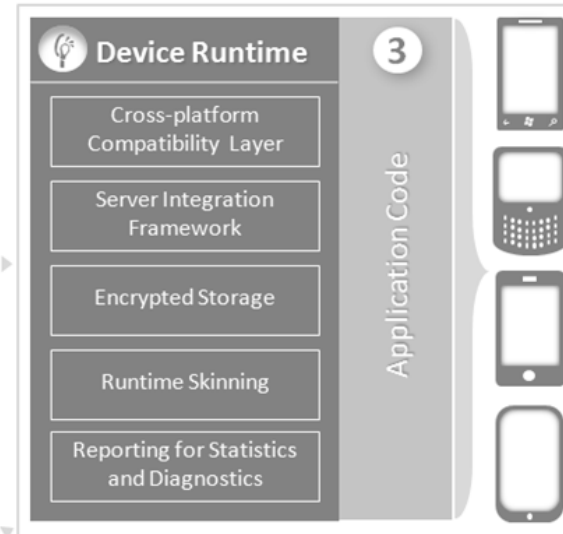 Device Runtime
3
Cross-platform
Compatibility Layer
Server Integration
Framework
Encrypted Storage
Runtime Skinning
Reporting for Statistics
and Diagnostics
Application Code